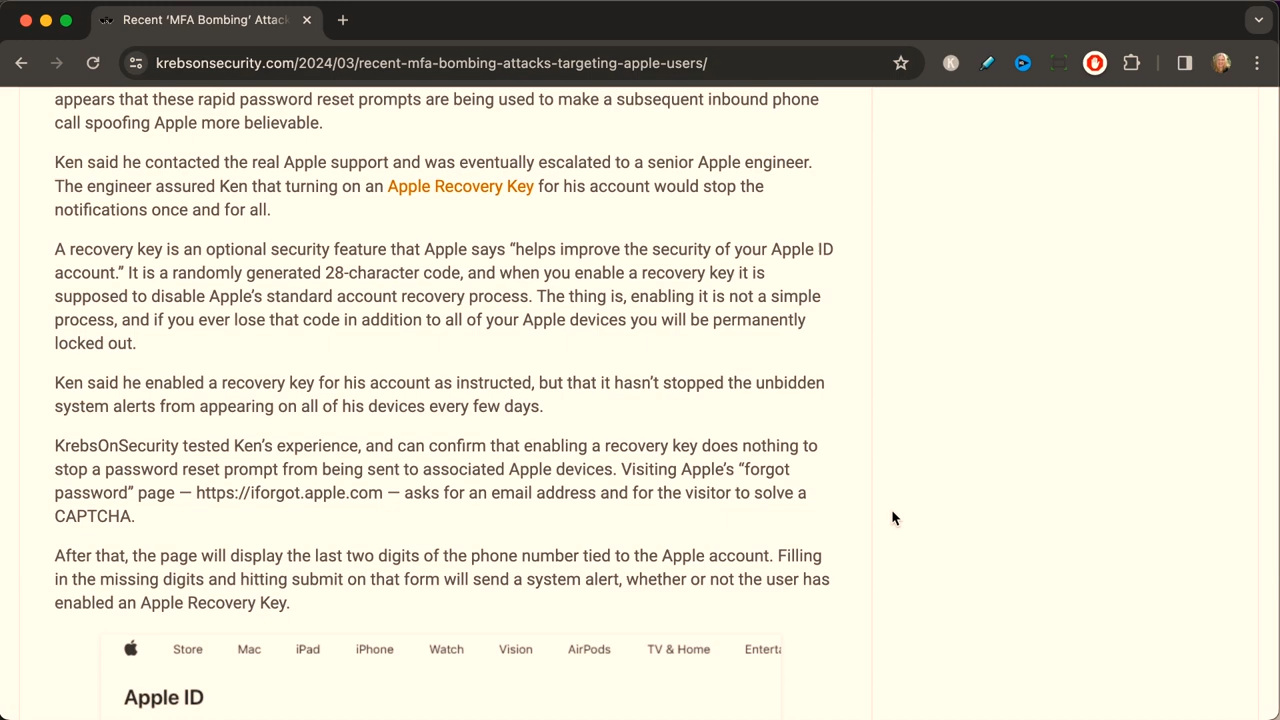 Recent ‘MFA Bombing’ Attack
krebsonsecurity.com/2024/03/recent-mfa-bombing-attacks-targeting-apple-users/
appears that these rapid password reset prompts are being used to make a subsequent inbound phone
call spoofing Apple more believable.
Ken said he contacted the real Apple support and was eventually escalated to a senior Apple engineer.
The engineer assured Ken that turning on an Apple Recovery Key for his account would stop the
notifications once and for all.
A recovery key is an optional security feature that Apple says “helps improve the security of your Apple ID
account.” It is a randomly generated 28-character code, and when you enable a recovery key it is
supposed to disable Apple’s standard account recovery process. The thing is, enabling it is not a simple
process, and if you ever lose that code in addition to all of your Apple devices you will be permanently
locked out.
Ken said he enabled a recovery key for his account as instructed, but that it hasn’t stopped the unbidden
system alerts from appearing on all of his devices every few days.
KrebsOnSecurity tested Ken’s experience, and can confirm that enabling a recovery key does nothing to
stop a password reset prompt from being sent to associated Apple devices. Visiting Apple’s “forgot
password” page — https://iforgot.apple.com — asks for an email address and for the visitor to solve a
CAPTCHA.
After that, the page will display the last two digits of the phone number tied to the Apple account. Filling
in the missing digits and hitting submit on that form will send a system alert, whether or not the user has
enabled an Apple Recovery Key.
Store Mac iPad iPhone Watch Vision AirPods TV & Home Enterta
Apple ID